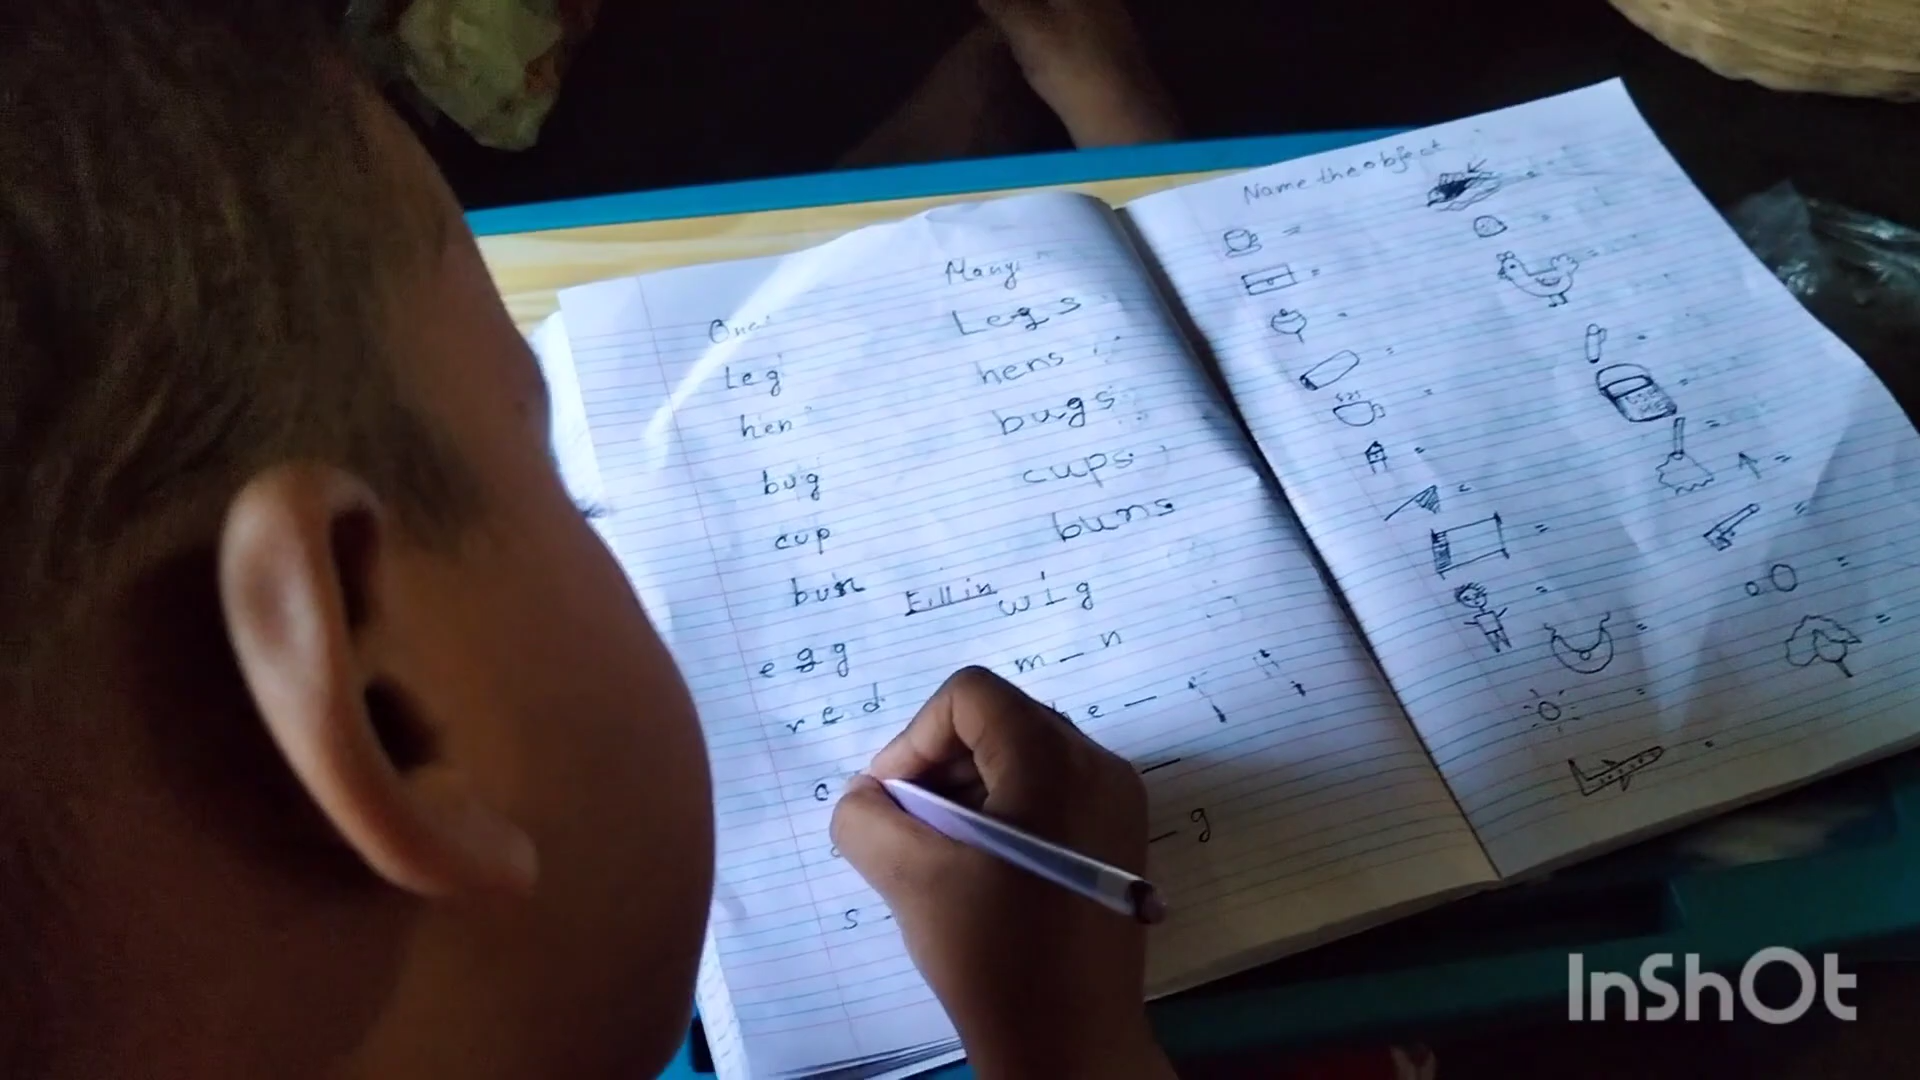 One Many
Leg Legs
hen hens
bug bugs
cup cups
bun buns
Fill in
egg wig
red m - n
c he -
-
- g
s -
Name the object
InShOt